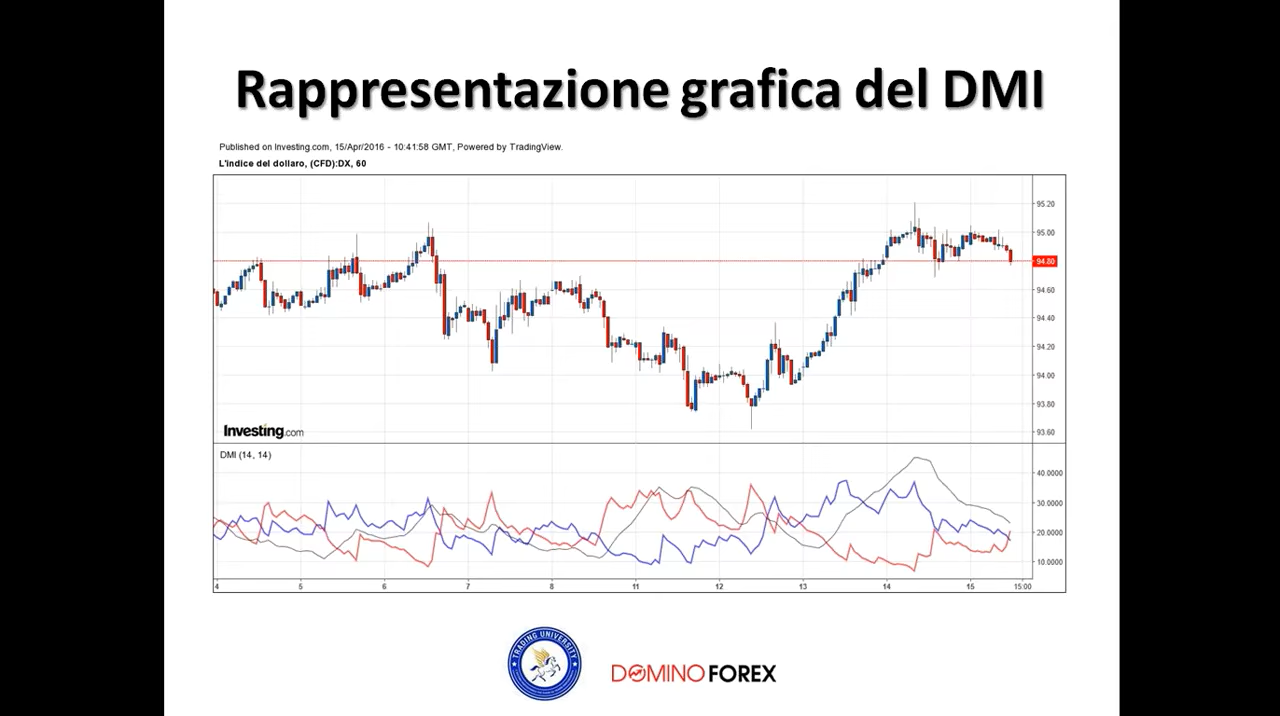 Rappresentazione grafica del DMI
Published on Investing.com, 15/Apr/2016 - 10:41:58 GMT, Powered by TradingView.
L'indice del dollaro, (CFD):DX, 60
95.20
95.00
94.80
94.60
94.40
94.20
94.00
93.80
93.60
Investing.com
DMI (14, 14)
40.0000
30.0000
20.0000
10.0000
4 5 6 7 8 11 12 13 14 15 15:00
TRADING UNIVERSITY
DOMINO FOREX